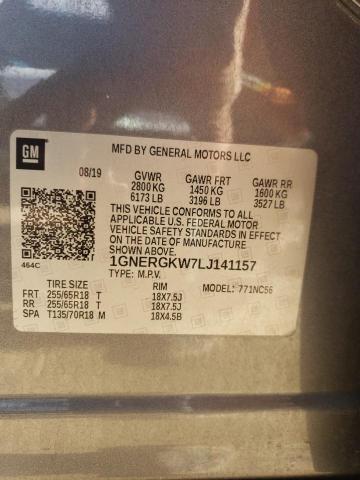 GM
MFD BY GENERAL MOTORS LLC
08/19 GVWR GAWR FRT GAWR RR
2800 KG 1450 KG 1600 KG
6173 LB 3196 LB 3527 LB
THIS VEHICLE CONFORMS TO ALL
APPLICABLE U.S. FEDERAL MOTOR
VEHICLE SAFETY STANDARDS IN
EFFECT ON THE DATE OF
MANUFACTURE SHOWN ABOVE.
464C
1GNERGKW7LJ141157
TYPE: M.P.V. MODEL: 771NC56
TIRE SIZE RIM
FRT 255/65R18 T 18X7.5J
RR 255/65R18 T 18X7.5J
SPA T135/70R18 M 18X4.5B